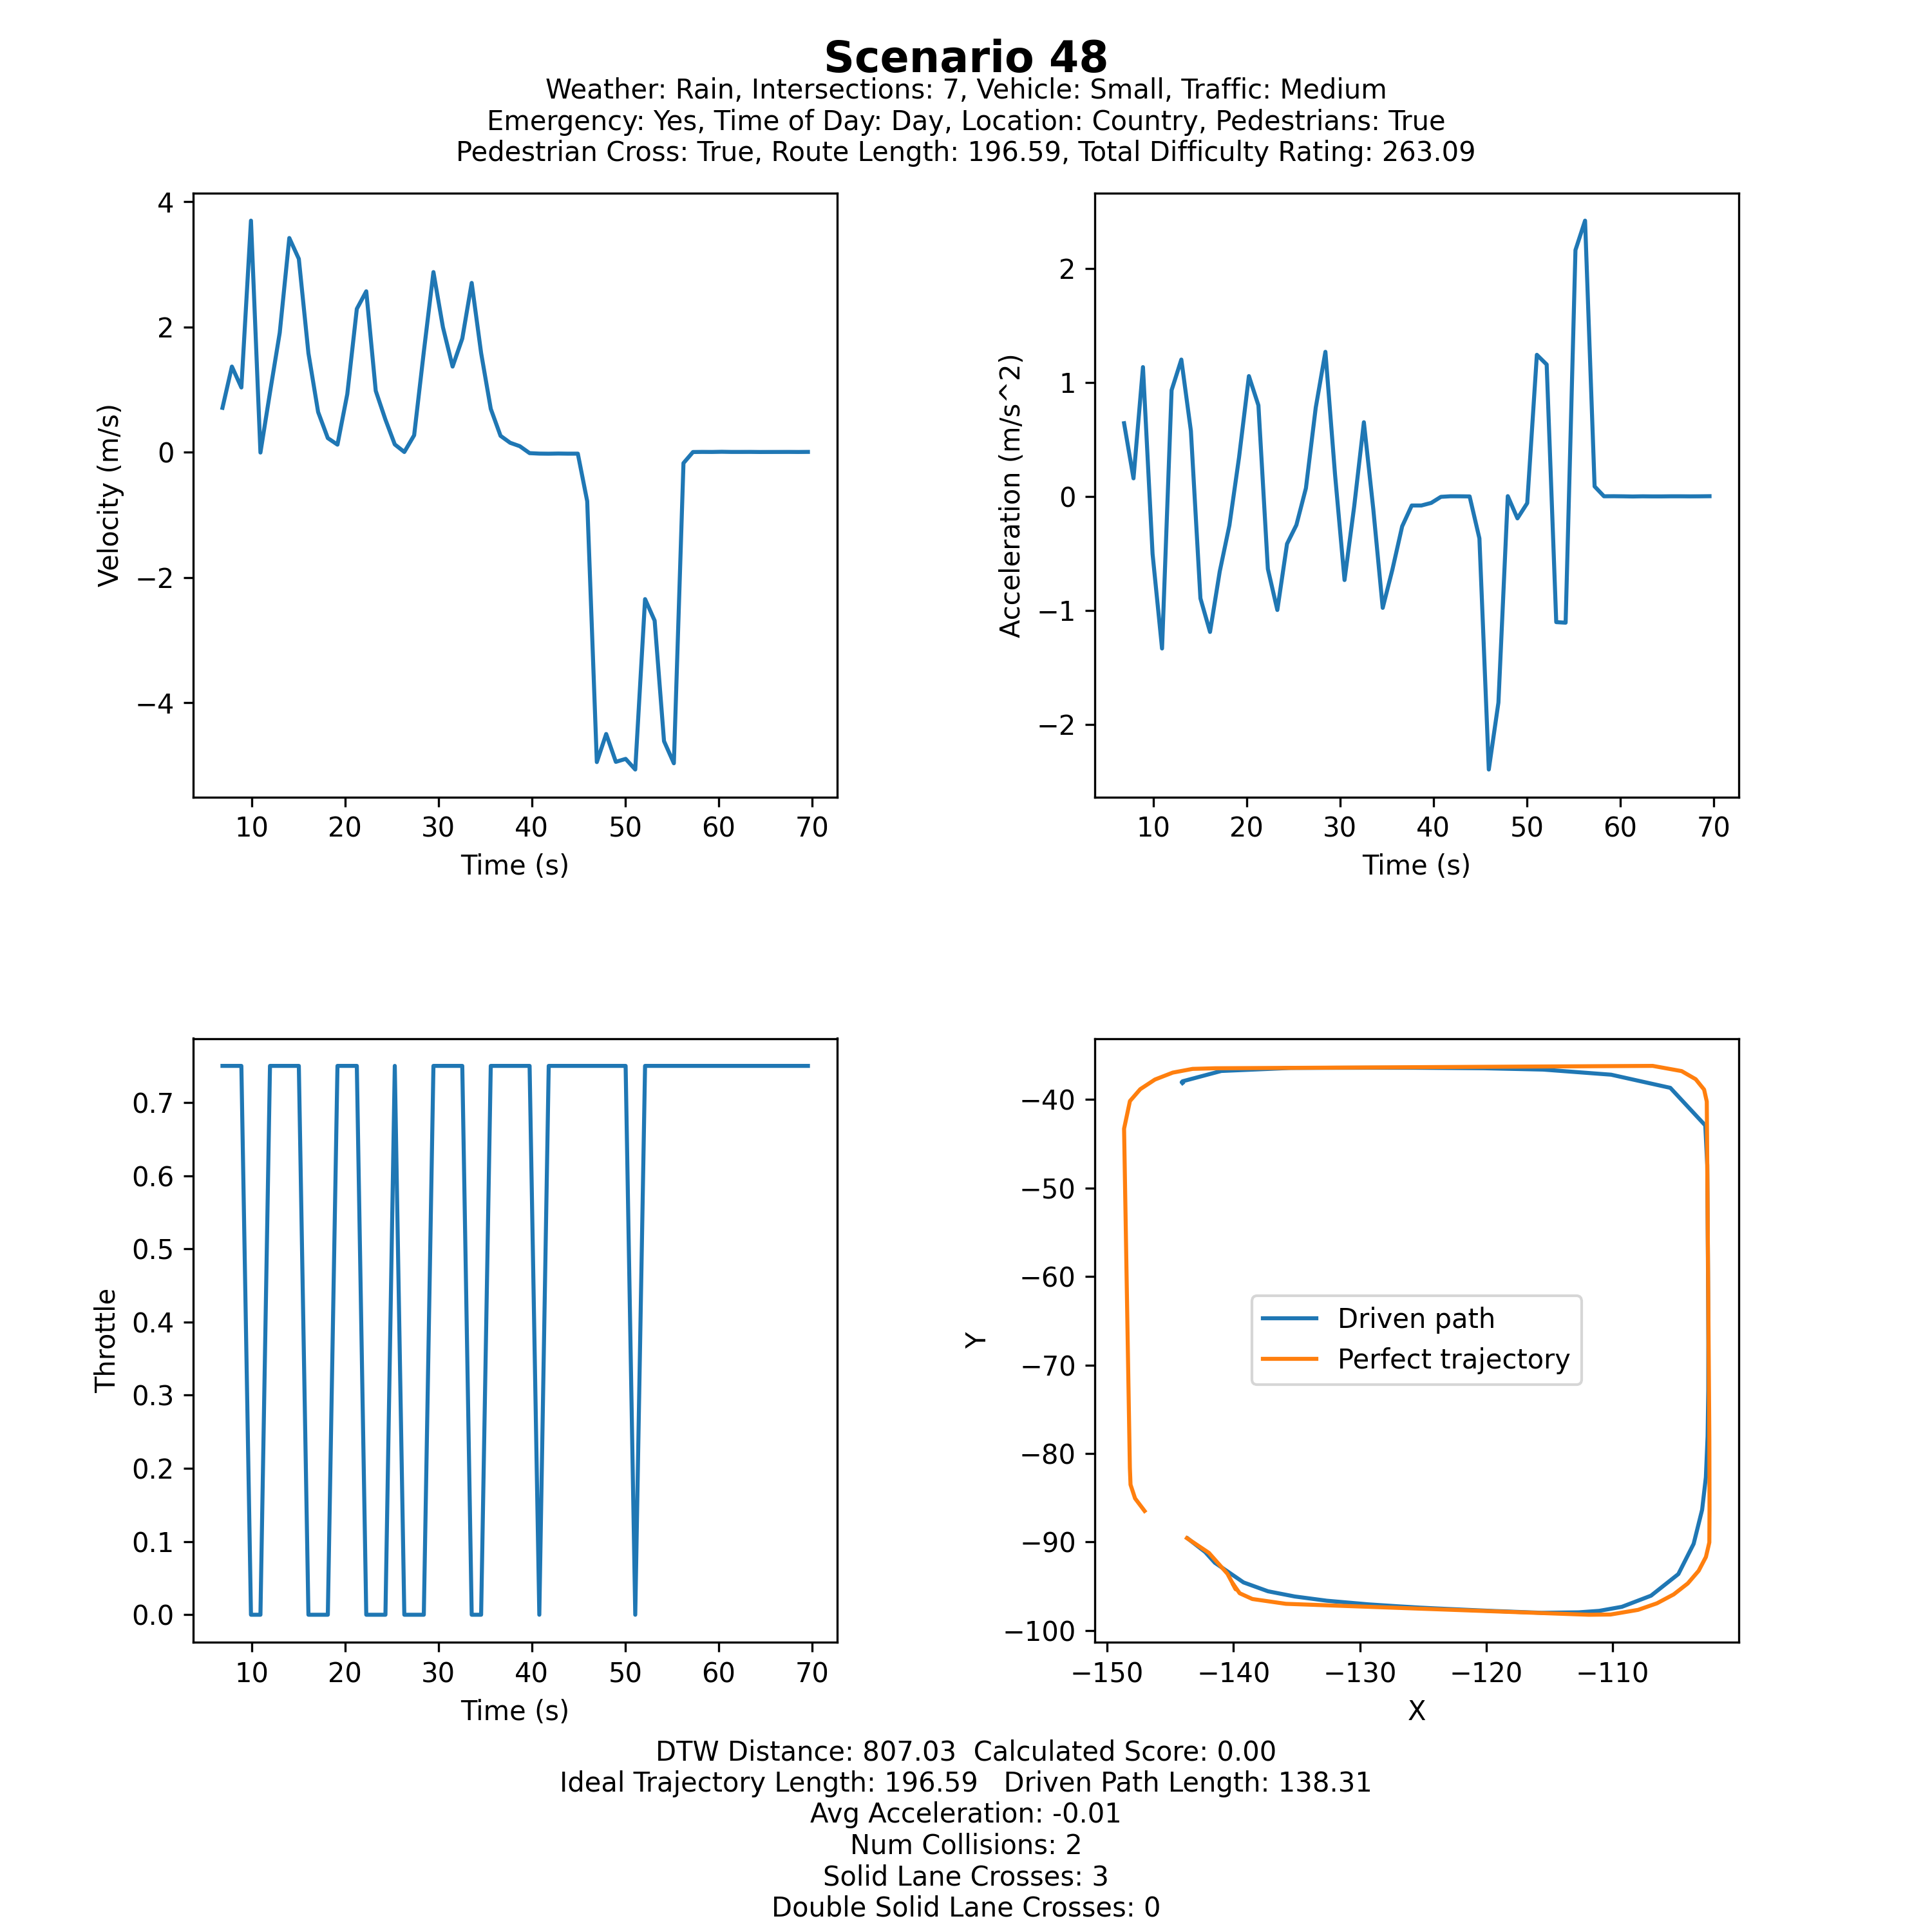 Scenario 48
Weather: Rain, Intersections: 7, Vehicle: Small, Traffic: Medium
Emergency: Yes, Time of Day: Day, Location: Country, Pedestrians: True
Pedestrian Cross: True, Route Length: 196.59, Total Difficulty Rating: 263.09
Velocity (m/s)
4
2
0
−2
−4
10 20 30 40 50 60 70
Time (s)
Acceleration (m/s^2)
2
1
0
−1
−2
10 20 30 40 50 60 70
Time (s)
Throttle
0.7
0.6
0.5
0.4
0.3
0.2
0.1
0.0
10 20 30 40 50 60 70
Time (s)
Y
−40
−50
−60
−70
−80
−90
−100
Driven path
Perfect trajectory
−150 −140 −130 −120 −110
X
DTW Distance: 807.03 Calculated Score: 0.00
Ideal Trajectory Length: 196.59 Driven Path Length: 138.31
Avg Acceleration: -0.01
Num Collisions: 2
Solid Lane Crosses: 3
Double Solid Lane Crosses: 0